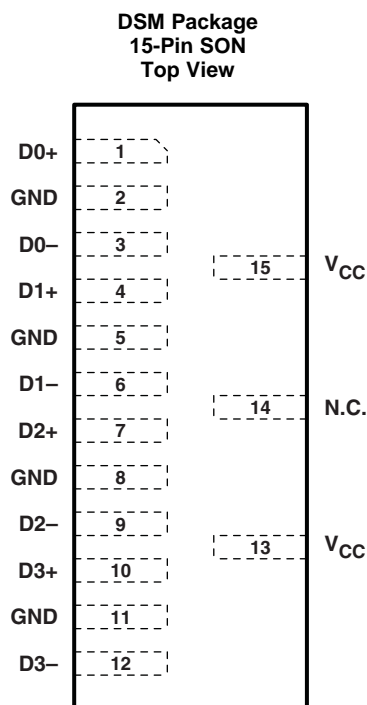 DSM Package
15-Pin SON
Top View
D0+ 1
GND 2
D0– 3
15 VCC
D1+ 4
GND 5
D1– 6
14 N.C.
D2+ 7
GND 8
D2– 9
13 VCC
D3+ 10
GND 11
D3– 12